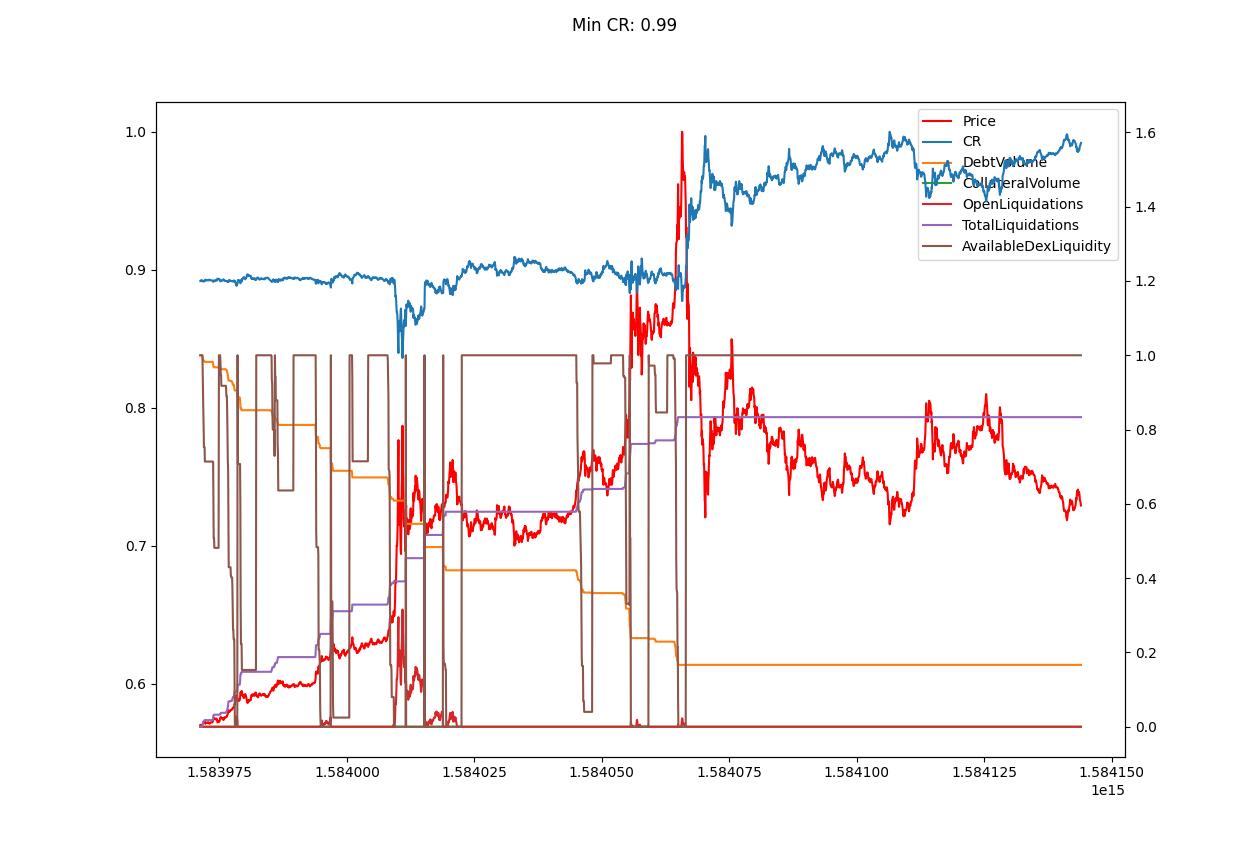 Min CR: 0.99
1.0
0.9
0.8
0.7
0.6
Price
CR
DebtVolume
CollateralVolume
OpenLiquidations
TotalLiquidations
AvailableDexLiquidity
1.6
1.4
1.2
1.0
0.8
0.6
0.4
0.2
0.0
1.583975 1.584000 1.584025 1.584050 1.584075 1.584100 1.584125 1.584150
1e15